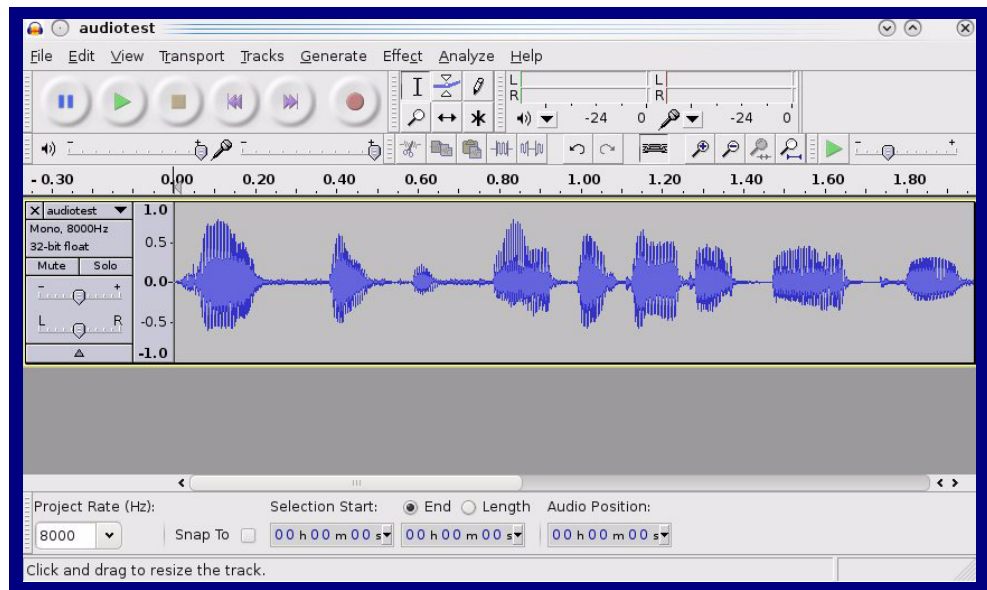 audiotest
File Edit View Transport Tracks Generate Effect Analyze Help
L L
R R
-24 0 -24 0
- 0.30 0.00 0.20 0.40 0.60 0.80 1.00 1.20 1.40 1.60 1.80
X audiotest 1.0
Mono, 8000Hz
32-bit float 0.5
Mute Solo
- + 0.0
L R -0.5
-1.0
Project Rate (Hz): Selection Start: End Length Audio Position:
8000 Snap To 00 h 00 m 00 s 00 h 00 m 00 s 00 h 00 m 00 s
Click and drag to resize the track.